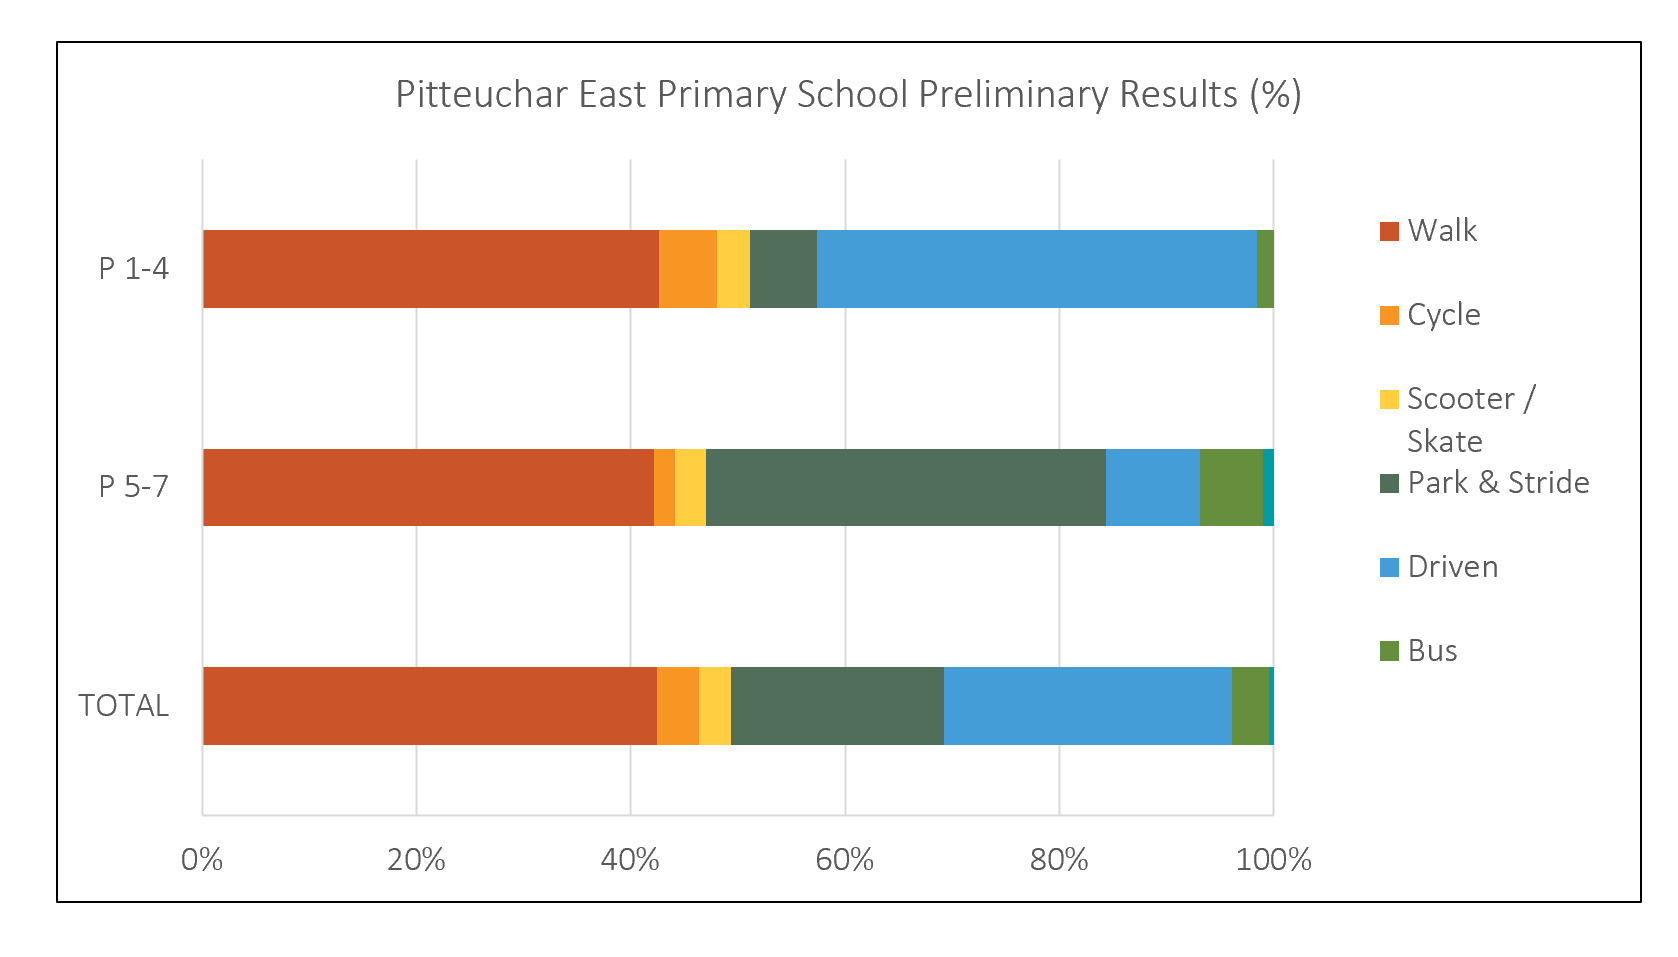 Pitteuchar East Primary School Preliminary Results (%)
P 1-4
P 5-7
TOTAL
0%
20%
40%
60%
80%
100%
Walk
Cycle
Scooter /
Skate
Park & Stride
Driven
Bus